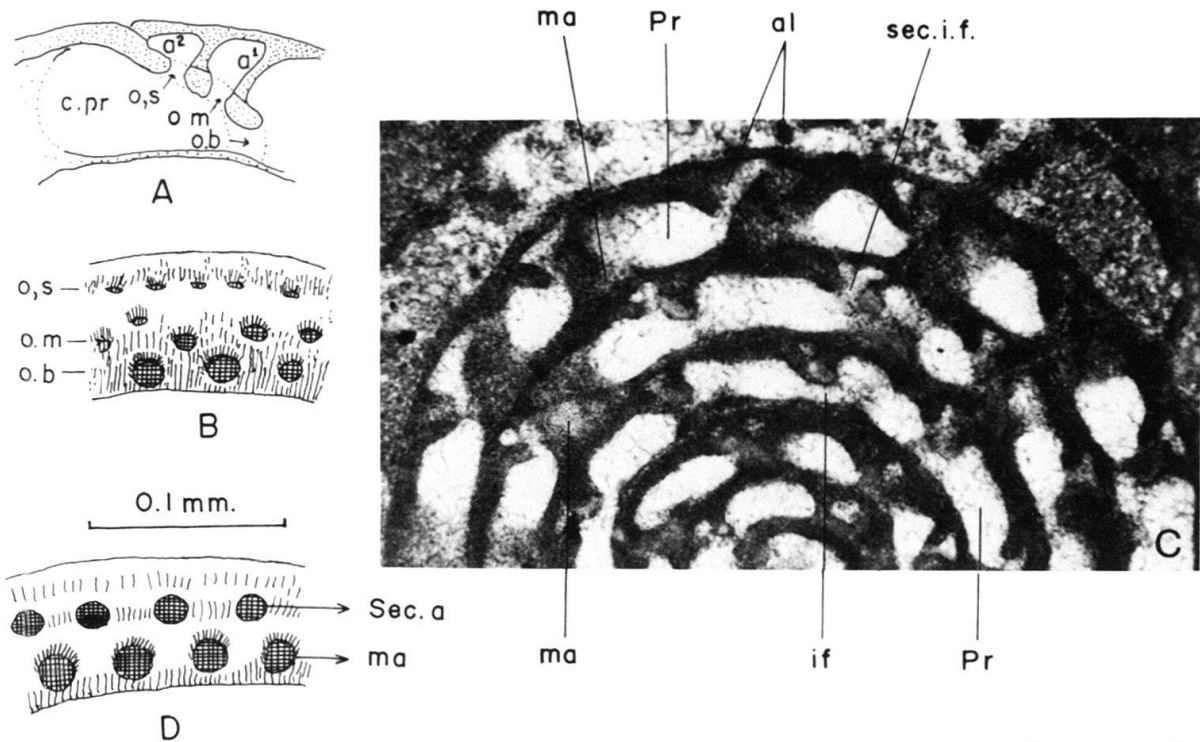 a² a¹
c.pr o,s
o m
o.b
A
o,s
o.m
o.b
B
0.1 mm.
Sec.a
ma
D
ma Pr al sec.i.f.
C
ma if Pr